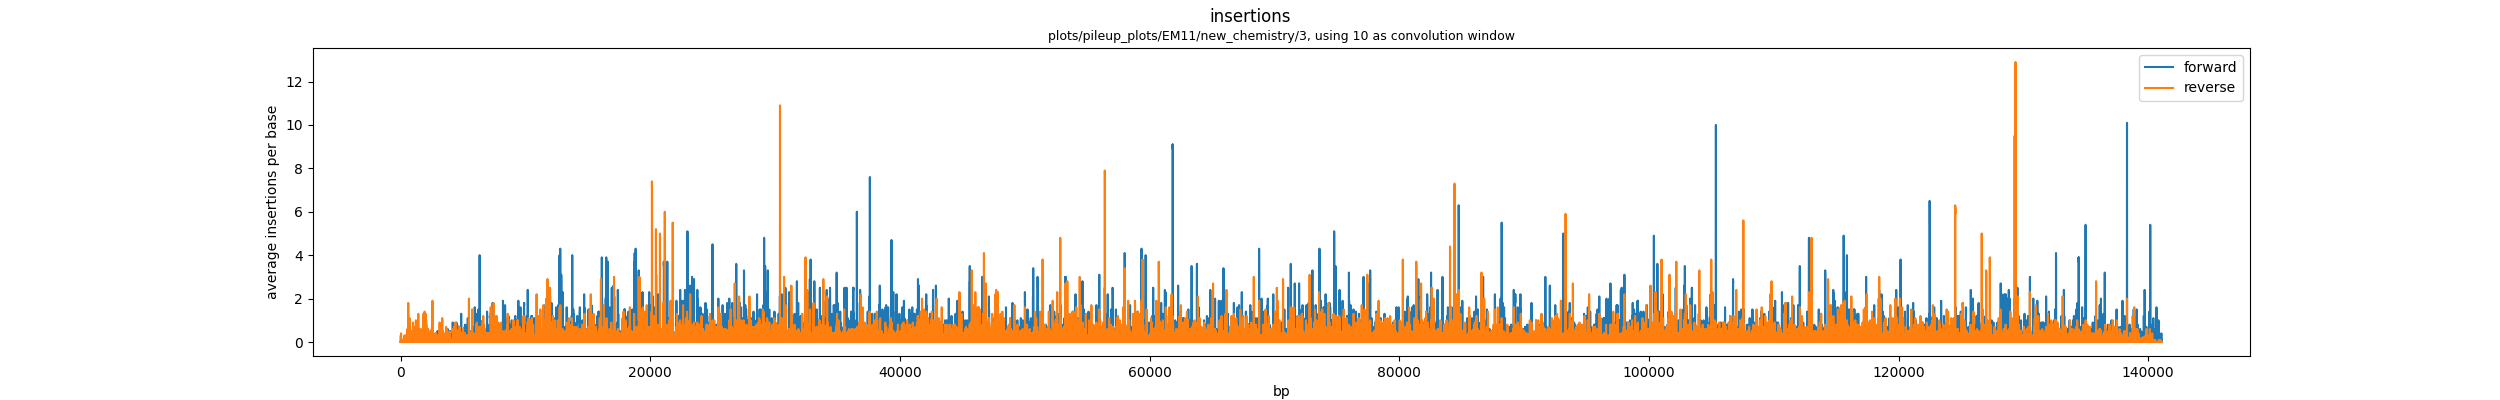 insertions
plots/pileup_plots/EM11/new_chemistry/3, using 10 as convolution window
average insertions per base
12
10
8
6
4
2
0
forward
reverse
0 20000 40000 60000 80000 100000 120000 140000
bp